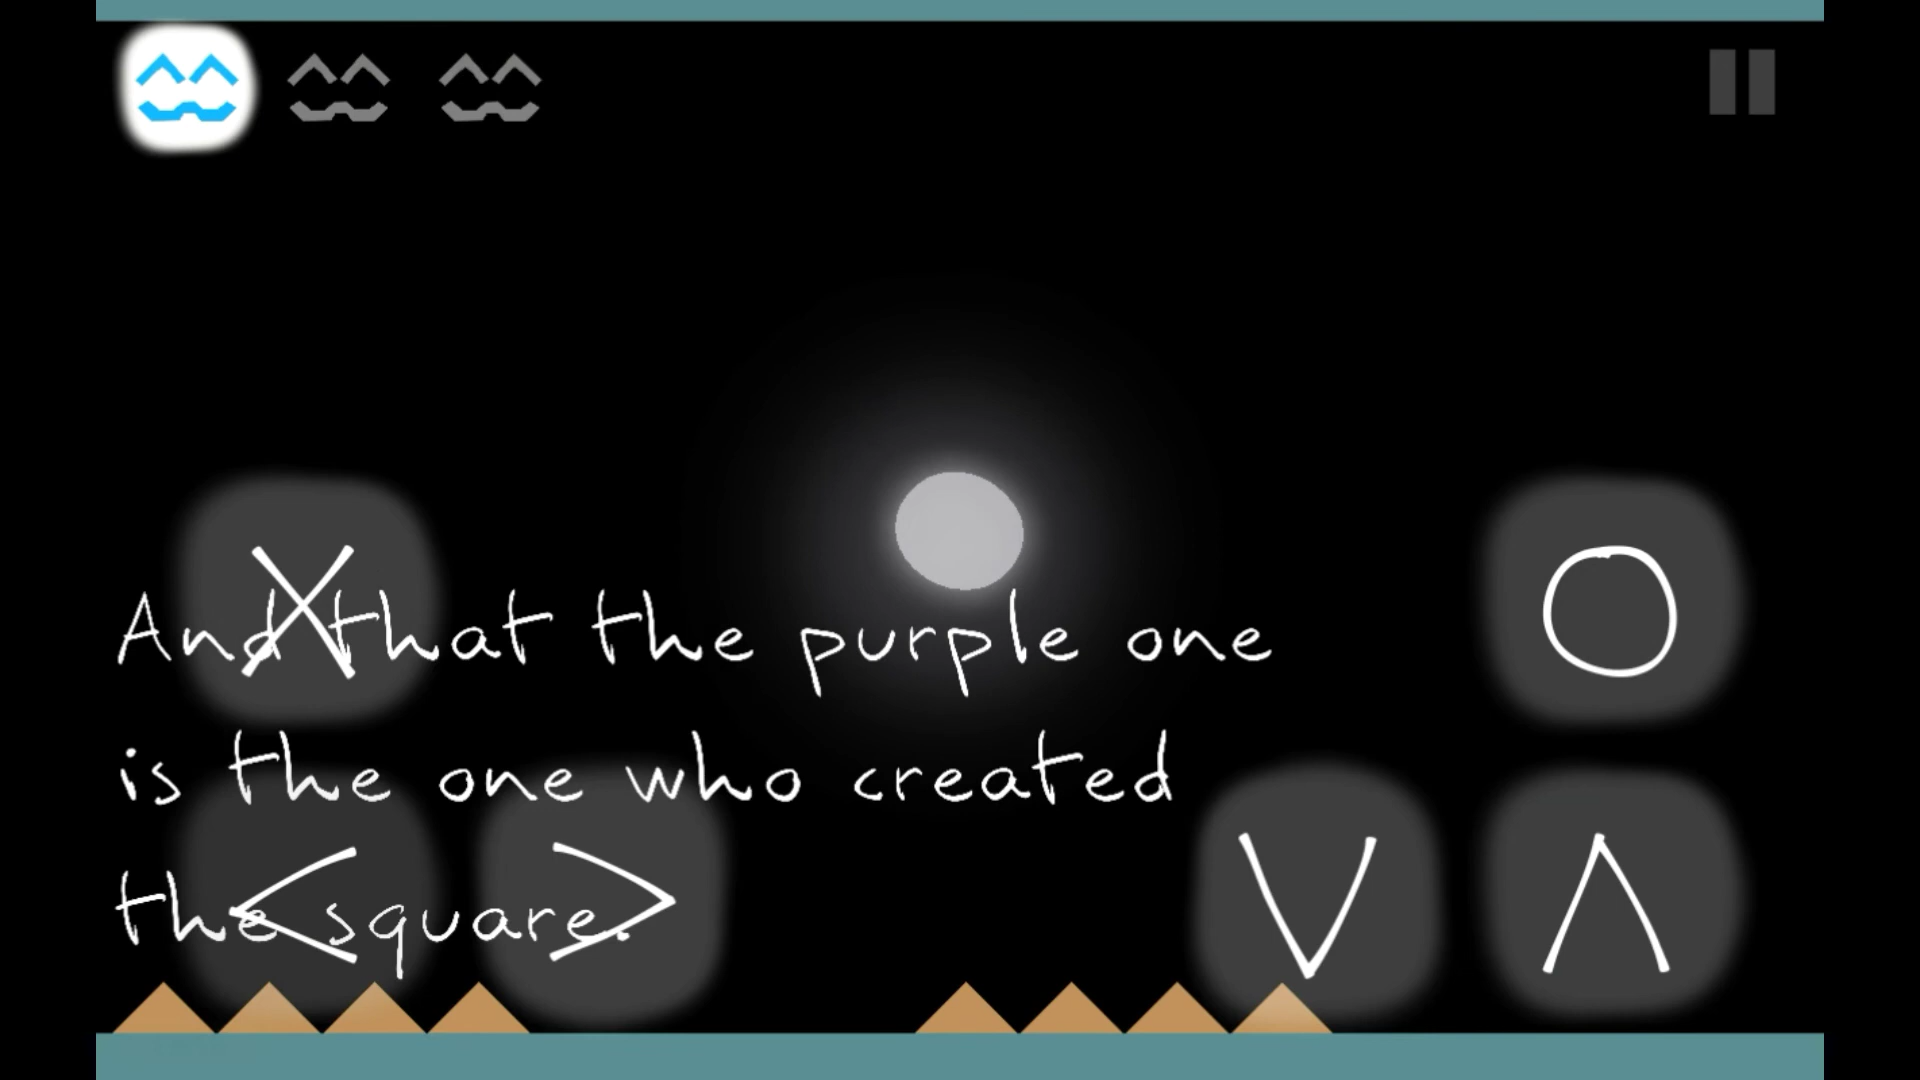 And that the purple one
is the one who created
the square.